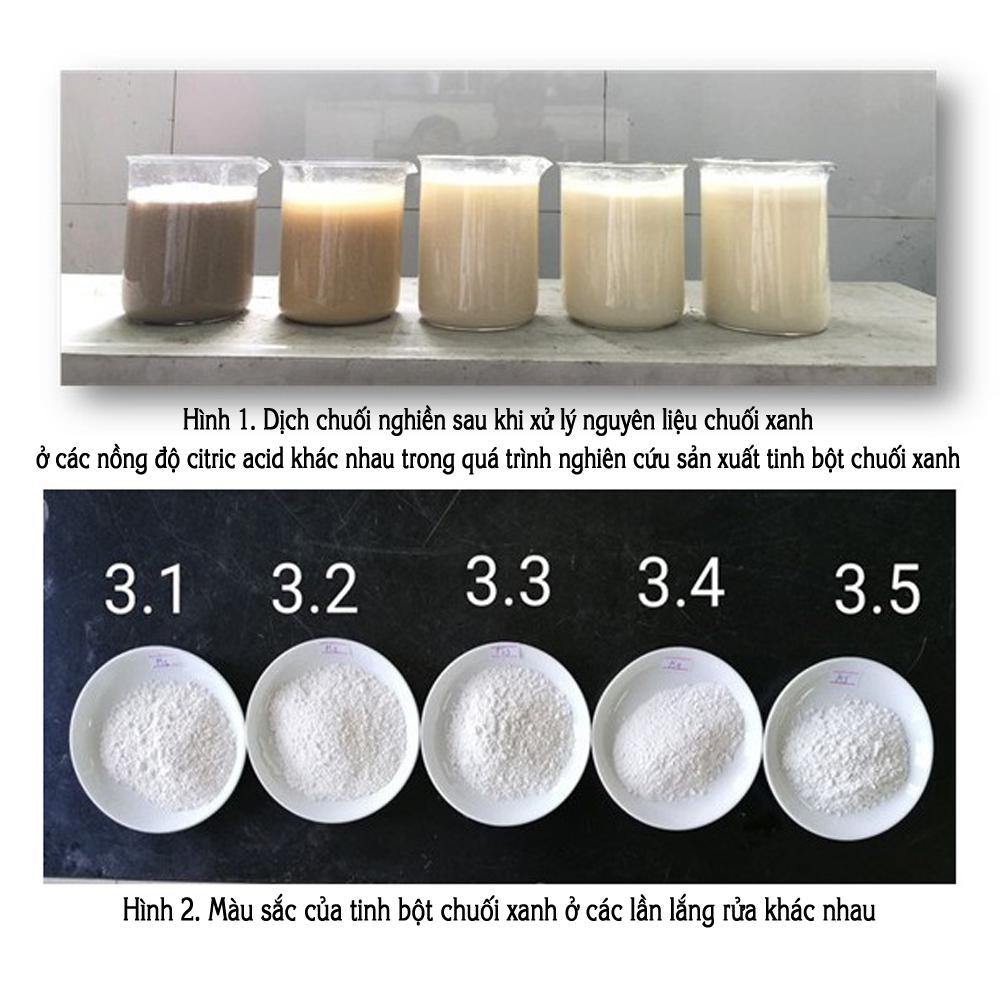 Hình 1. Dịch chuối nghiền sau khi xử lý nguyên liệu chuối xanh
ở các nồng độ citric acid khác nhau trong quá trình nghiên cứu sản xuất tinh bột chuối xanh
3.1 3.2 3.3 3.4 3.5
Hình 2. Màu sắc của tinh bột chuối xanh ở các lần lắng rửa khác nhau